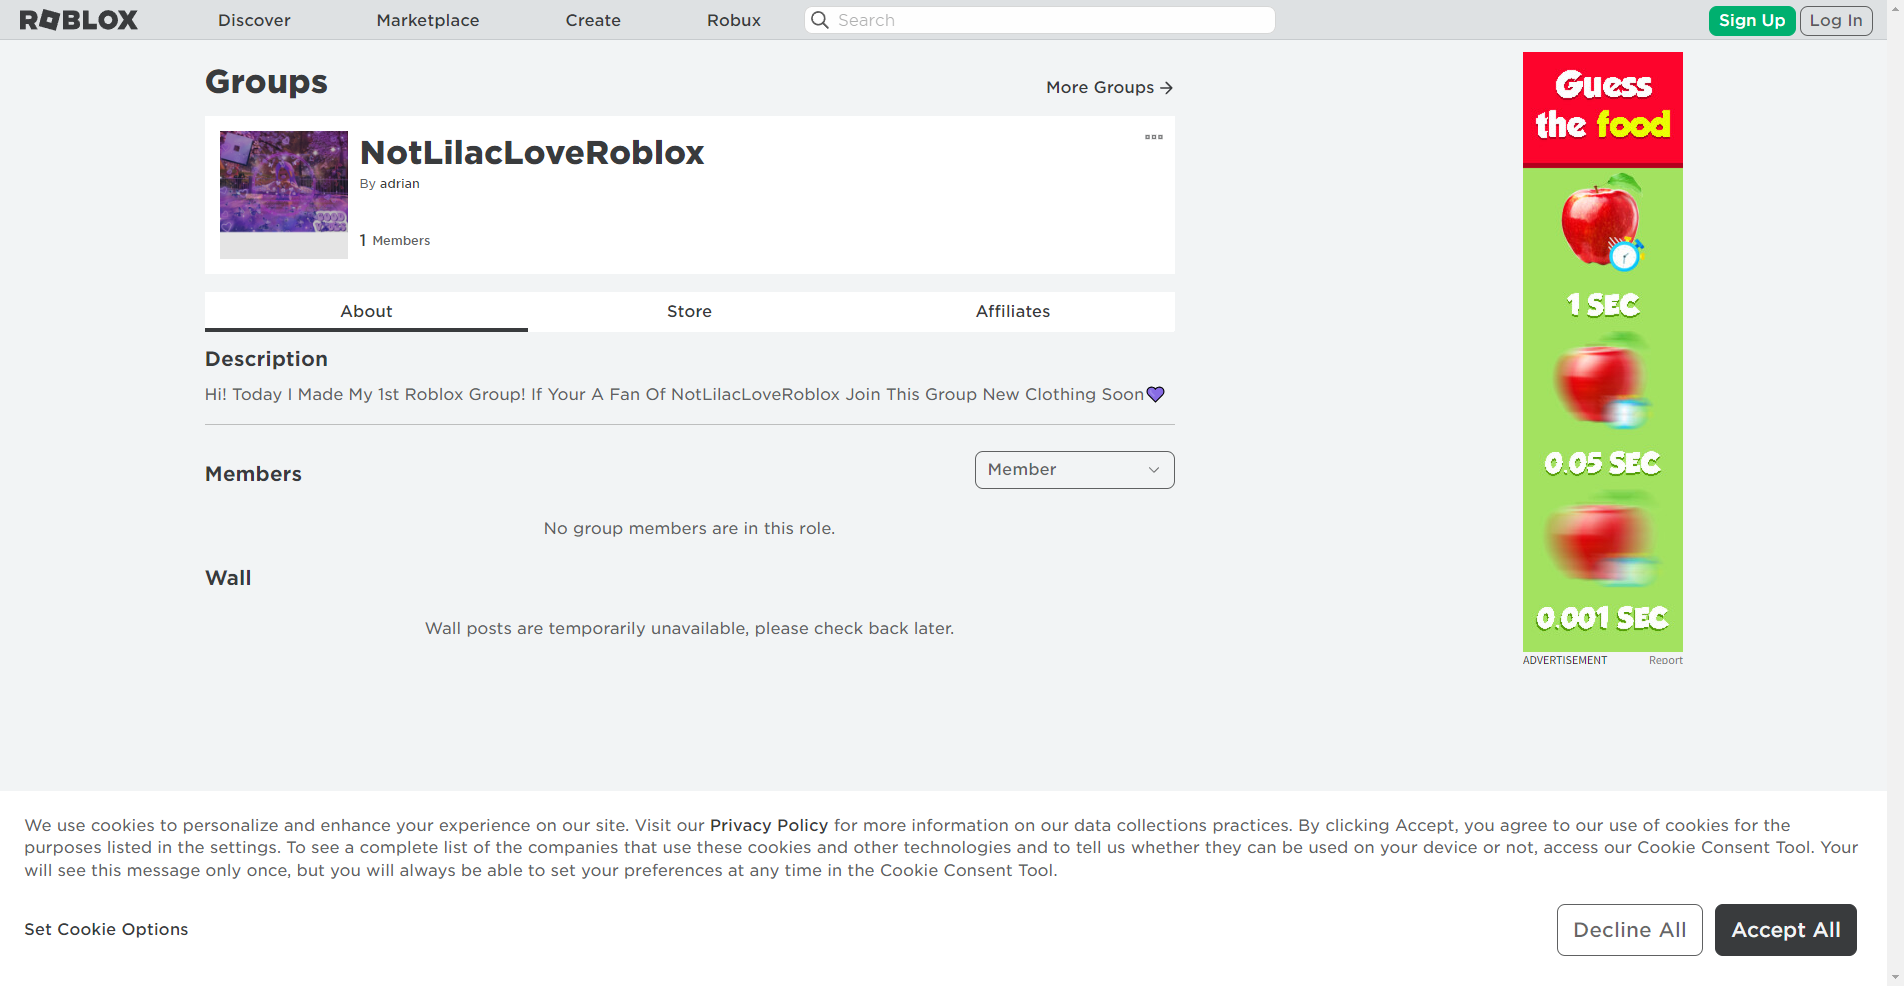 ROBLOX
Discover
Marketplace
Create
Robux
Search
Sign Up
Log In
Groups
More Groups
NotLilacLoveRoblox
By adrian
1 Members
About
Store
Affiliates
Description
Hi! Today I Made My 1st Roblox Group! If Your A Fan Of NotLilacLoveRoblox Join This Group New Clothing Soon💜
Members
Member
No group members are in this role.
Wall
Wall posts are temporarily unavailable, please check back later.
Guess
the food
1 SEC
0.05 SEC
0.001 SEC
ADVERTISEMENT
Report
We use cookies to personalize and enhance your experience on our site. Visit our Privacy Policy for more information on our data collections practices. By clicking Accept, you agree to our use of cookies for the
purposes listed in the settings. To see a complete list of the companies that use these cookies and other technologies and to tell us whether they can be used on your device or not, access our Cookie Consent Tool. Your
will see this message only once, but you will always be able to set your preferences at any time in the Cookie Consent Tool.
Set Cookie Options
Decline All
Accept All